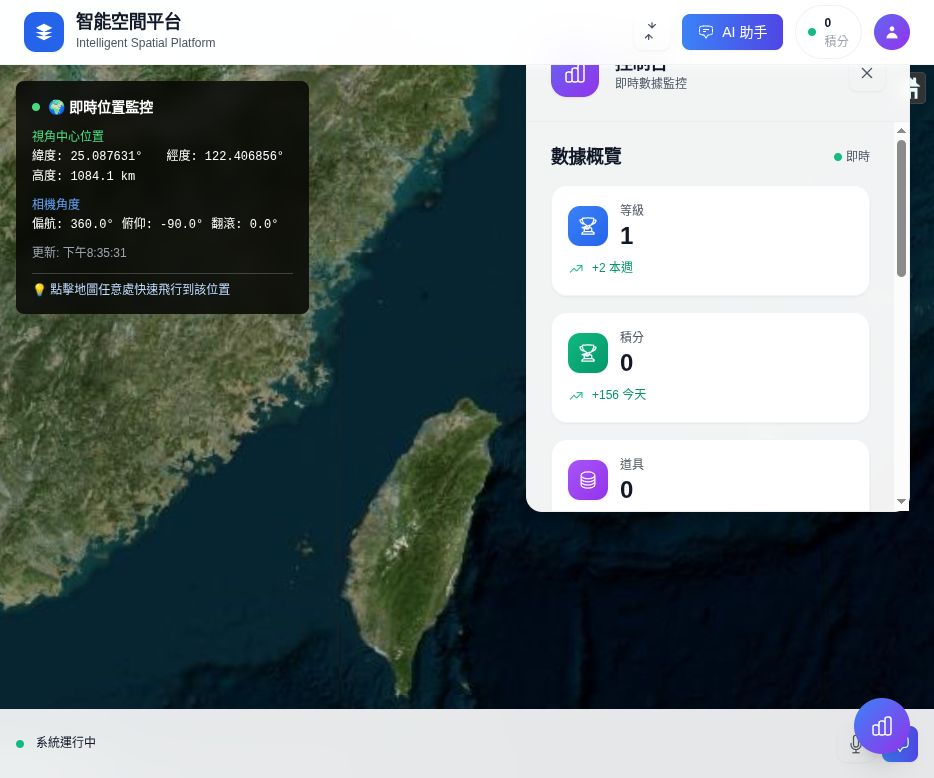 智能空間平台
Intelligent Spatial Platform
AI 助手
0
積分
🌍 即時位置監控
視角中心位置
緯度: 25.087631° 經度: 122.406856°
高度: 1084.1 km
相機角度
偏航: 360.0° 俯仰: -90.0° 翻滾: 0.0°
更新: 下午8:35:31
💡 點擊地圖任意處快速飛行到該位置
控制台
即時數據監控
數據概覽
即時
等級
1
+2 本週
積分
0
+156 今天
道具
0
系統運行中